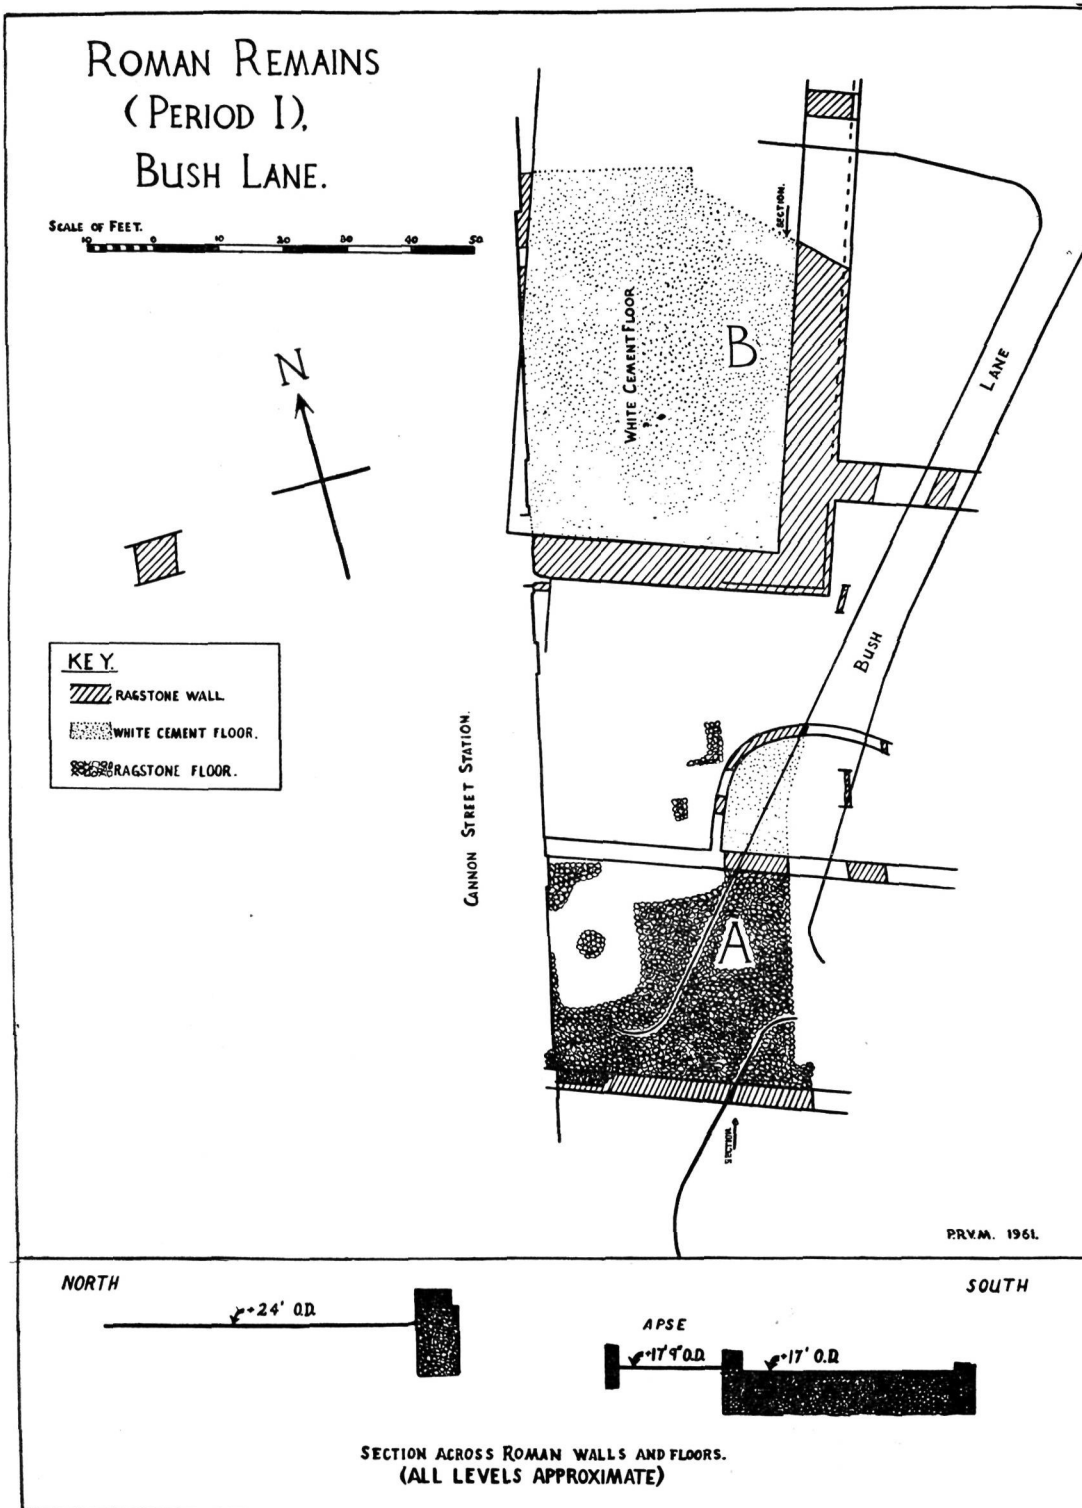 ROMAN REMAINS
(PERIOD I),
BUSH LANE.
SCALE OF FEET.
10 0 10 20 30 40 50
N
KEY.
RAGSTONE WALL
WHITE CEMENT FLOOR.
RAGSTONE FLOOR.
SECTION.
WHITE CEMENT FLOOR
B
LANE
BUSH
CANNON STREET STATION.
A
SECTION
P.R.V.M. 1961.
NORTH
SOUTH
+24' O.D.
APSE
+17'9" O.D.
+17' O.D.
SECTION ACROSS ROMAN WALLS AND FLOORS.
(ALL LEVELS APPROXIMATE)